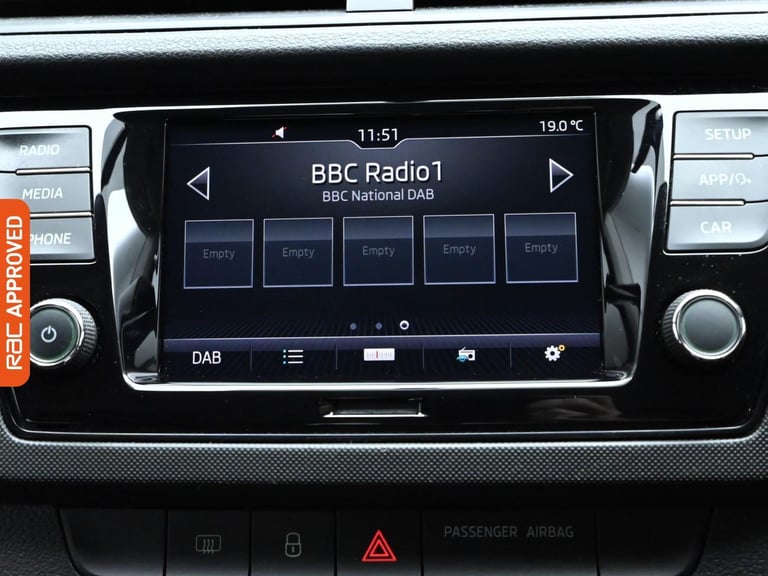 11:51
19.0 °C
BBC Radio1
BBC National DAB
Empty Empty Empty Empty Empty
DAB
RADIO
MEDIA
PHONE
SETUP
APP/
CAR
RAC APPROVED
PASSENGER AIRBAG